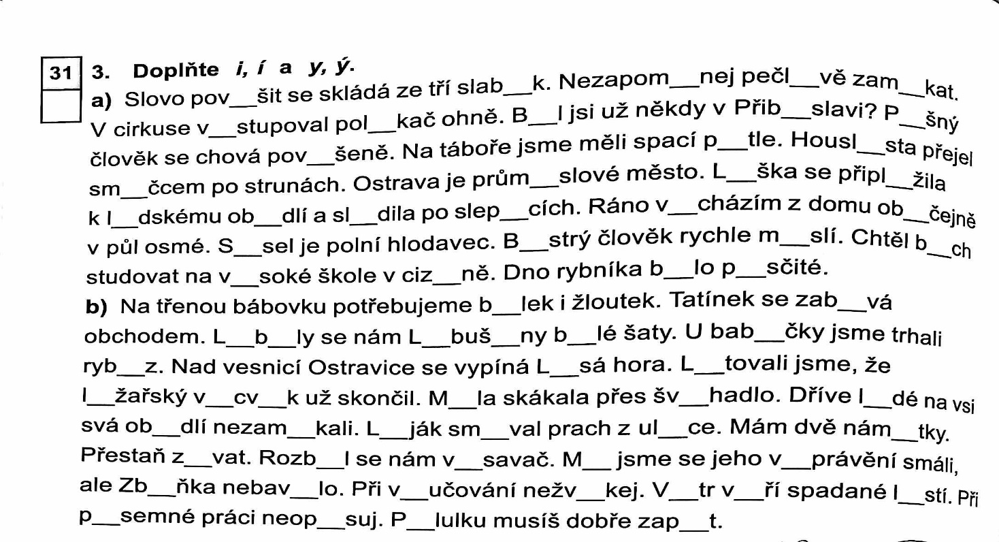 31 3. Doplňte i, í a y, ý.
a) Slovo pov__šit se skládá ze tří slab__k. Nezapom__nej pečl__vě zam__kat.
V cirkuse v__stupoval pol__kač ohně. B__l jsi už někdy v Přib__slavi? P__šný
člověk se chová pov__šeně. Na táboře jsme měli spací p__tle. Housl__sta přejel
sm__čcem po strunách. Ostrava je prům__slové město. L__ška se připl__žila
k l__dskému ob__dlí a sl__dila po slep__cích. Ráno v__cházím z domu ob__čejně
v půl osmé. S__sel je polní hlodavec. B__strý člověk rychle m__slí. Chtěl b__ch
studovat na v__soké škole v ciz__ně. Dno rybníka b__lo p__sčité.
b) Na třenou bábovku potřebujeme b__lek i žloutek. Tatínek se zab__vá
obchodem. L__b__ly se nám L__buš__ny b__lé šaty. U bab__čky jsme trhali
ryb__z. Nad vesnicí Ostravice se vypíná L__sá hora. L__tovali jsme, že
l__žařský v__cv__k už skončil. M__la skákala přes šv__hadlo. Dříve l__dé na vsi
svá ob__dlí nezam__kali. L__ják sm__val prach z ul__ce. Mám dvě nám__tky.
Přestaň z__vat. Rozb__l se nám v__savač. M__ jsme se jeho v__právění smáli,
ale Zb__ňka nebav__lo. Při v__učování nežv__kej. V__tr v__ří spadané l__stí. Při
p__semné práci neop__suj. P__lulku musíš dobře zap__t.